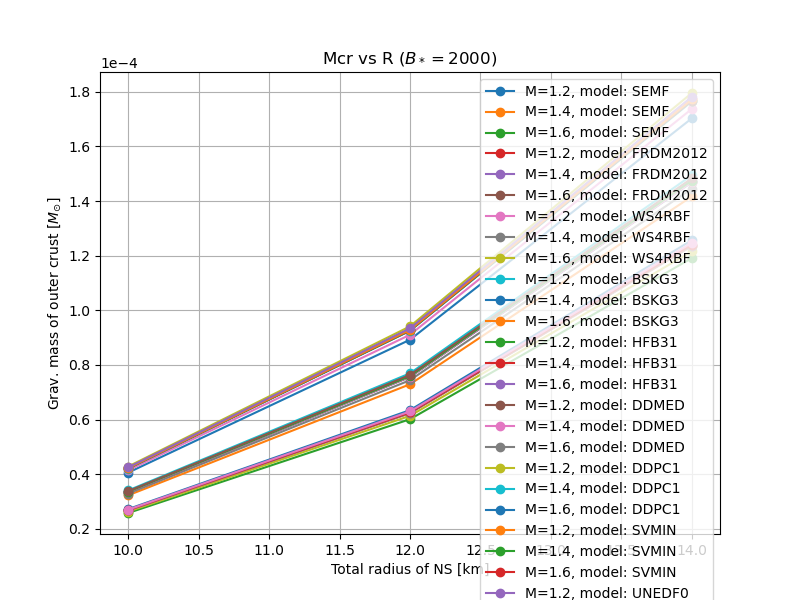 Mcr vs R (B* = 2000)
1e−4
1.8
1.6
1.4
1.2
1.0
0.8
0.6
0.4
0.2
Grav. mass of outer crust [M⊙]
10.0 10.5 11.0 11.5 12.0 14.0
Total radius of NS [km]
M=1.2, model: SEMF
M=1.4, model: SEMF
M=1.6, model: SEMF
M=1.2, model: FRDM2012
M=1.4, model: FRDM2012
M=1.6, model: FRDM2012
M=1.2, model: WS4RBF
M=1.4, model: WS4RBF
M=1.6, model: WS4RBF
M=1.2, model: BSKG3
M=1.4, model: BSKG3
M=1.6, model: BSKG3
M=1.2, model: HFB31
M=1.4, model: HFB31
M=1.6, model: HFB31
M=1.2, model: DDMED
M=1.4, model: DDMED
M=1.6, model: DDMED
M=1.2, model: DDPC1
M=1.4, model: DDPC1
M=1.6, model: DDPC1
M=1.2, model: SVMIN
M=1.4, model: SVMIN
M=1.6, model: SVMIN
M=1.2, model: UNEDF0